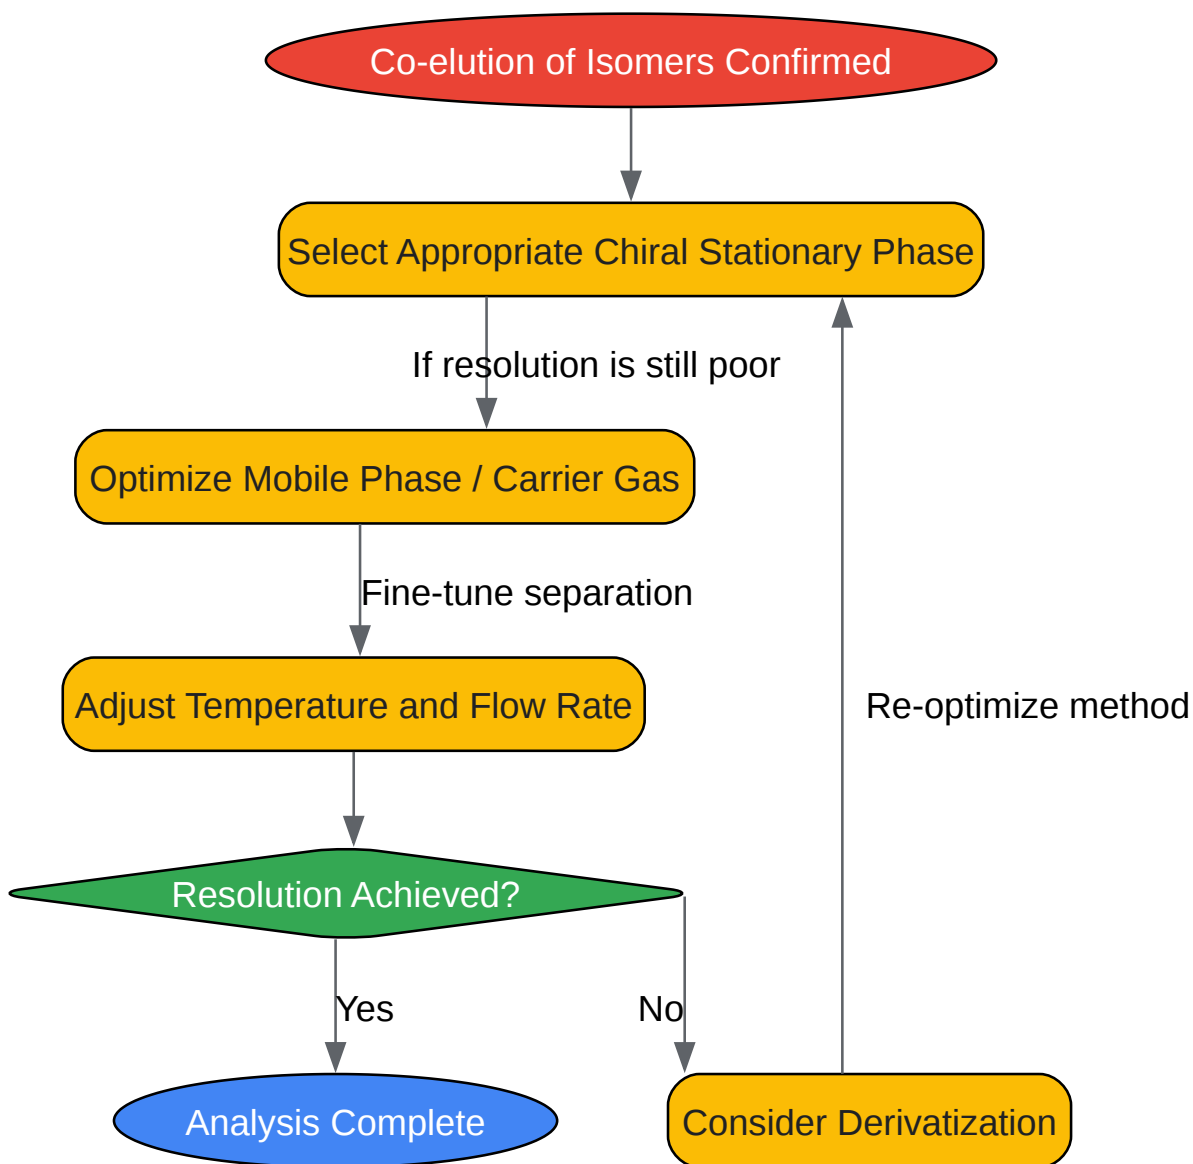 Co-elution of Isomers Confirmed
Select Appropriate Chiral Stationary Phase
If resolution is still poor
Optimize Mobile Phase / Carrier Gas
Fine-tune separation
Adjust Temperature and Flow Rate
Re-optimize method
Resolution Achieved?
Yes
No
Analysis Complete
Consider Derivatization